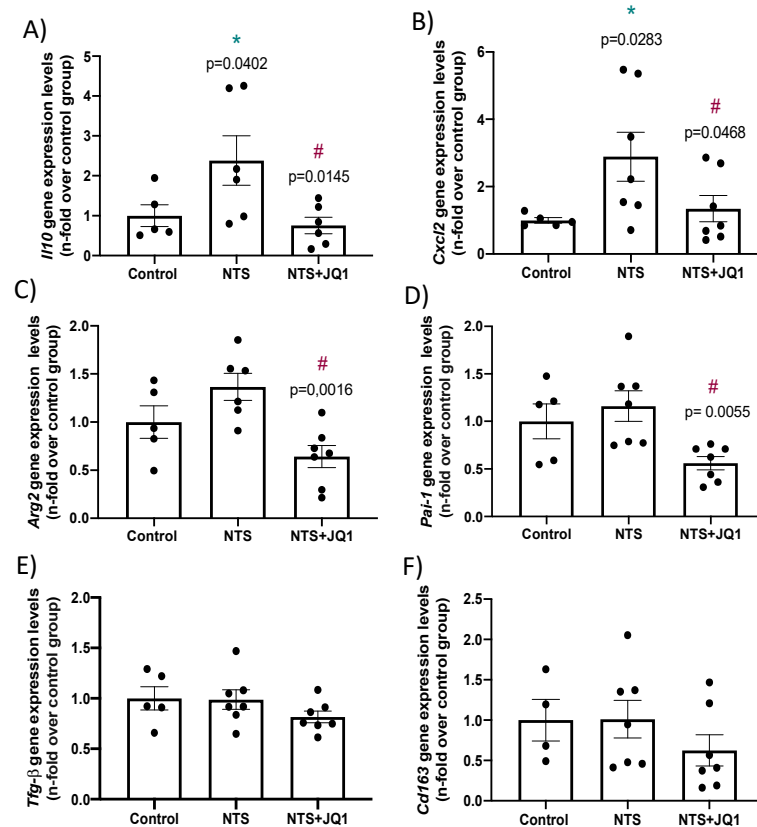 A)
*
p=0.0402
#
p=0.0145
Il10 gene expression levels
(n-fold over control group)
6
4
2
1
0
Control
NTS
NTS+JQ1
B)
*
p=0.0283
#
p=0.0468
Cxcl2 gene expression levels
(n-fold over control group)
6
4
2
0
Control
NTS
NTS+JQ1
C)
#
p=0,0016
Arg2 gene expression levels
(n-fold over control group)
2.0
1.5
1.0
0.5
0.0
Control
NTS
NTS+JQ1
D)
#
p= 0.0055
Pai-1 gene expression levels
(n-fold over control group)
2.0
1.5
1.0
0.5
0.0
Control
NTS
NTS+JQ1
E)
Tfg-β gene expression levels
(n-fold over control group)
2.0
1.5
1.0
0.5
0.0
Control
NTS
NTS+JQ1
F)
Cd163 gene expression levels
(n-fold over control group)
2.5
2.0
1.5
1.0
0.5
0.0
Control
NTS
NTS+JQ1